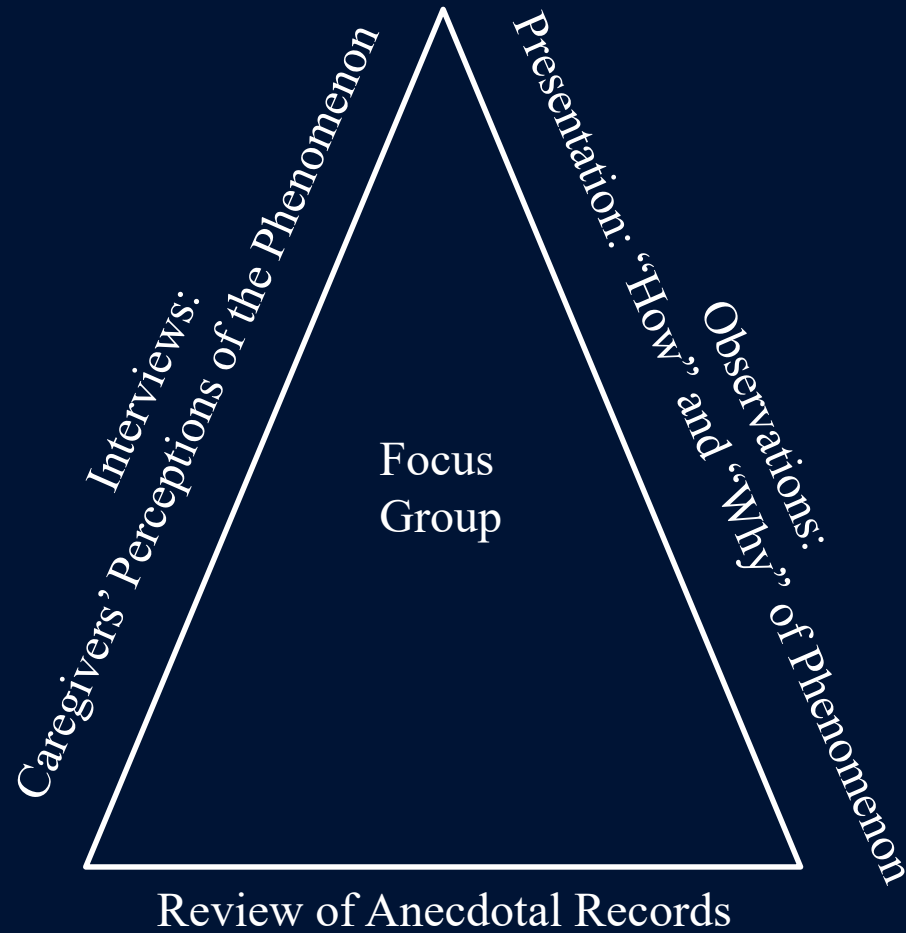 Interviews:
Caregivers’ Perceptions of the Phenomenon
Observations:
Presentation: “How” and “Why” of Phenomenon
Focus
Group
Review of Anecdotal Records